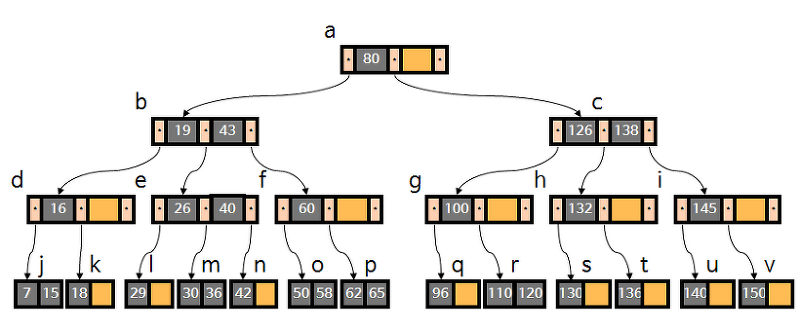 a
80
b
c
19 43
126 138
d e f g h i
16 26 40 60 100 132 145
j k l m n o p q r s t u v
7 15 18 29 30 36 42 50 58 62 65 96 110 120 130 136 140 150